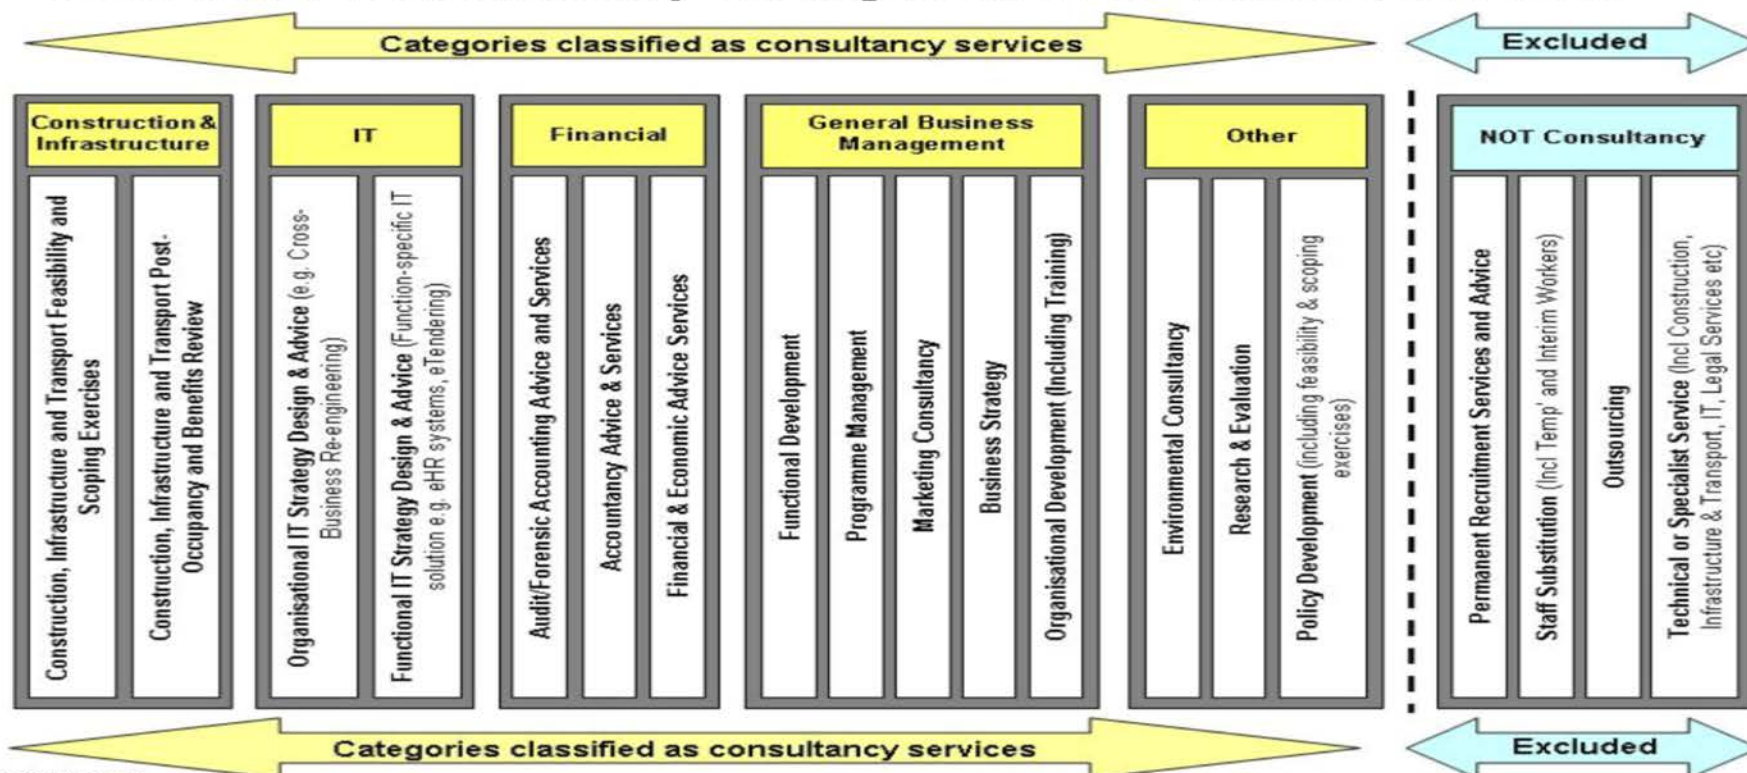 Categories classified as consultancy services
Excluded
Construction &
Infrastructure
Construction, Infrastructure and Transport Feasibility and
Scoping Exercises
Construction, Infrastructure and Transport Post-
Occupancy and Benefits Review
IT
Organisational IT Strategy Design & Advice (e.g. Cross-
Business Re-engineering)
Functional IT Strategy Design & Advice (Function-specific IT
solution e.g. eHR systems, eTendering)
Financial
Audit/Forensic Accounting Advice and Services
Accountancy Advice & Services
Financial & Economic Advice Services
General Business
Management
Functional Development
Programme Management
Marketing Consultancy
Business Strategy
Organisational Development (Including Training)
Other
Environmental Consultancy
Research & Evaluation
Policy Development (including feasibility & scoping
exercises)
NOT Consultancy
Permanent Recruitment Services and Advice
Staff Substitution (Incl Temp' and Interim Workers)
Outsourcing
Technical or Specialist Service (Incl Construction,
Infrastructure & Transport, IT, Legal Services etc)
Categories classified as consultancy services
Excluded